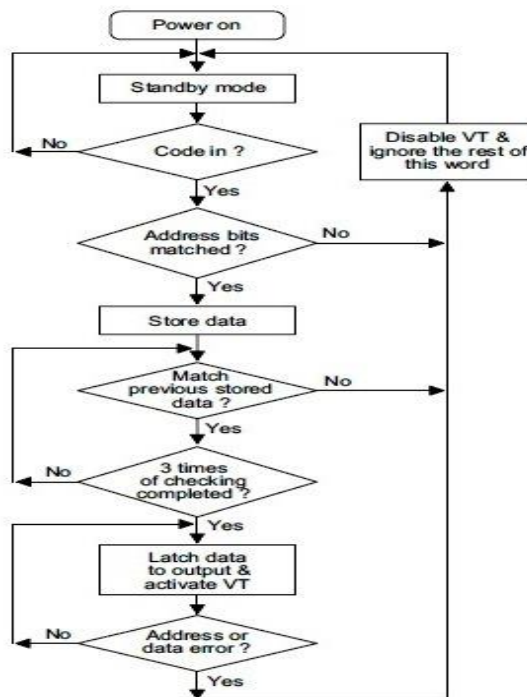 Power on
Standby mode
No
Code in ?
Disable VT &
ignore the rest of
this word
Yes
Address bits
matched ?
No
Yes
Store data
Match
previous stored
data ?
No
Yes
No
3 times
of checking
completed ?
Yes
Latch data
to output &
activate VT
No
Address or
data error ?
Yes